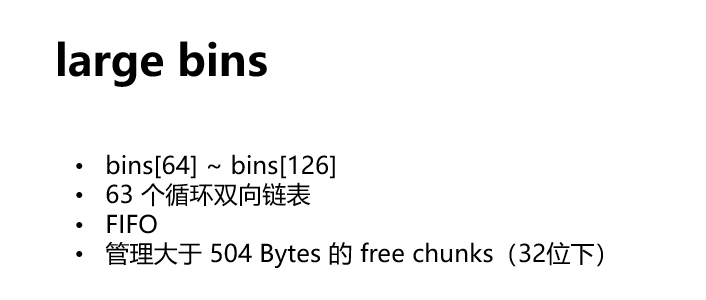 large bins
• bins[64] ~ bins[126]
• 63 个循环双向链表
• FIFO
• 管理大于 504 Bytes 的 free chunks（32位下）